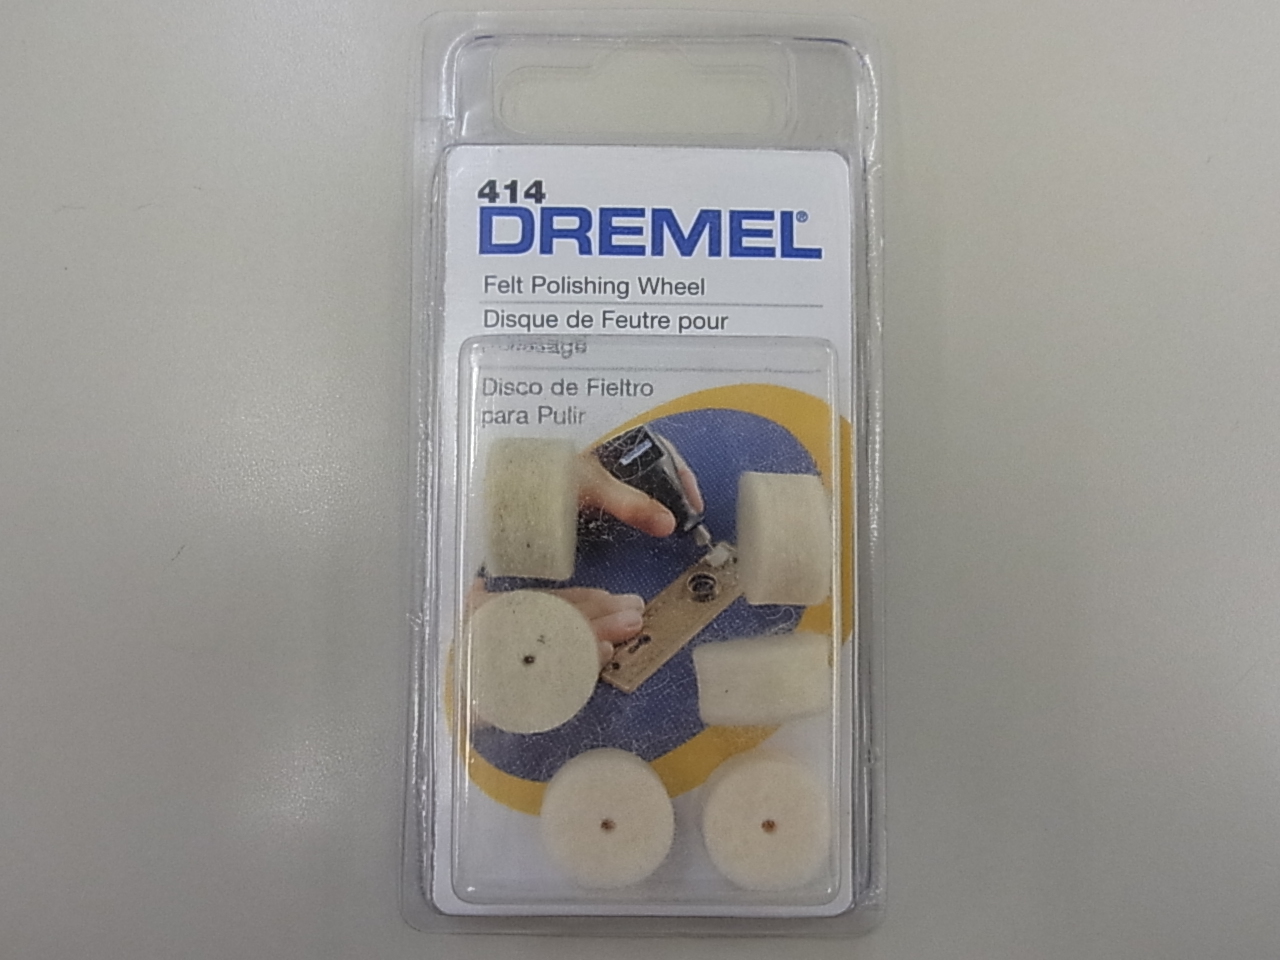 414
DREMEL®
Felt Polishing Wheel
Disque de Feutre pour
Disco de Fieltro
para Pulir